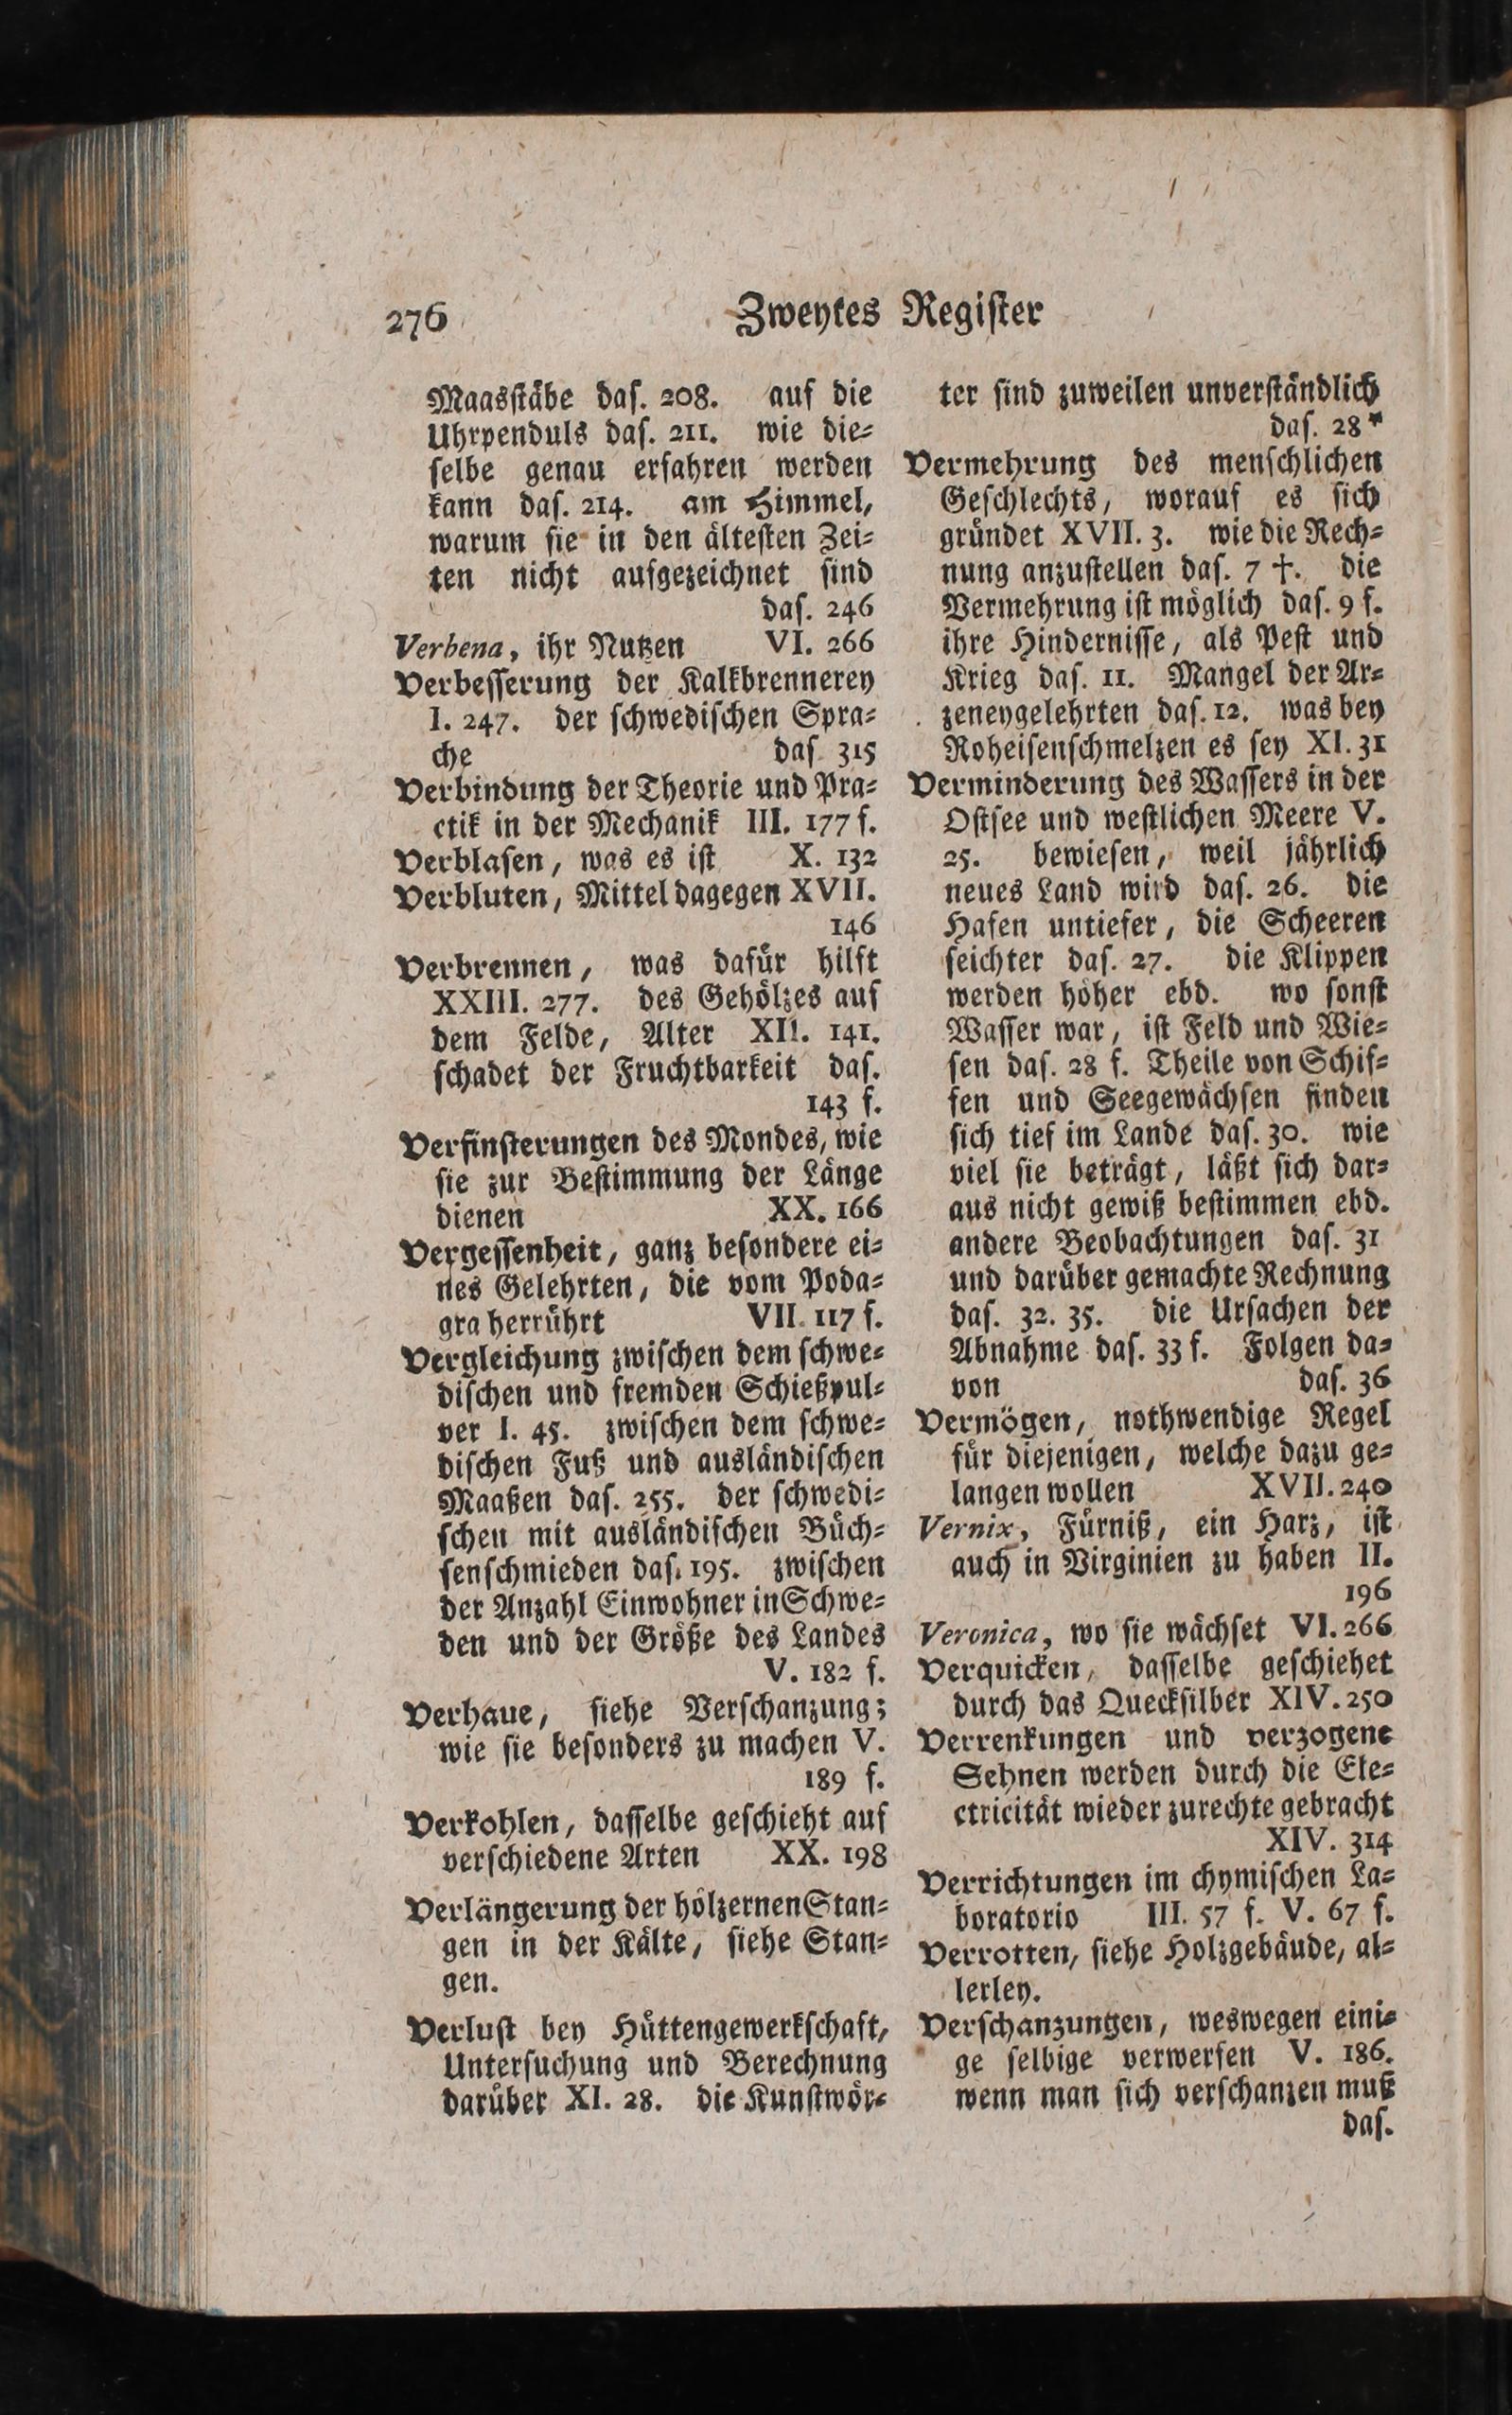 276
Zweytes Register
Maasstäbe das. 208. auf die
Uhrpenduls das. 211. wie die-
selbe genau erfahren werden
kann das. 214. am Himmel,
warum sie in den ältesten Zei-
ten nicht aufgezeichnet sind
das. 246
Verbena, ihr Nutzen VI. 266
Verbesserung der Kalkbrennerey
I. 247. der schwedischen Spra-
che das. 315
Verbindung der Theorie und Pra-
ctik in der Mechanik III. 177 f.
Verblasen, was es ist X. 132
Verbluten, Mittel dagegen XVII.
146
Verbrennen, was dafür hilft
XXIII. 277. des Gehölzes auf
dem Felde, Alter XII. 141.
schadet der Fruchtbarkeit das.
143 f.
Verfinsterungen des Mondes, wie
sie zur Bestimmung der Länge
dienen XX. 166
Vergessenheit, ganz besondere ei-
nes Gelehrten, die vom Poda-
gra herrührt VII. 117 f.
Vergleichung zwischen dem schwe-
dischen und fremden Schießpul-
ver I. 45. zwischen dem schwe-
dischen Fuß und ausländischen
Maaßen das. 255. der schwedi-
schen mit ausländischen Büch-
senschmieden das. 195. zwischen
der Anzahl Einwohner in Schwe-
den und der Größe des Landes
V. 182 f.
Verhaue, siehe Verschanzung;
wie sie besonders zu machen V.
189 f.
Verkohlen, dasselbe geschieht auf
verschiedene Arten XX. 198
Verlängerung der hölzernen Stan-
gen in der Kälte, siehe Stan-
gen.
Verlust bey Hüttengewerkschaft,
Untersuchung und Berechnung
darüber XI. 28. die Kunstwör-
ter sind zuweilen unverständlich
das. 28*
Vermehrung des menschlichen
Geschlechts, worauf es sich
gründet XVII. 3. wie die Rech-
nung anzustellen das. 7 †. die
Vermehrung ist möglich das. 9 f.
ihre Hindernisse, als Pest und
Krieg das. 11. Mangel der Ar-
zeneygelehrten das. 12. was bey
Roheisenschmelzen es sey XI. 31
Verminderung des Wassers in der
Ostsee und westlichen Meere V.
25. bewiesen, weil jährlich
neues Land wird das. 26. die
Hafen untiefer, die Scheeren
seichter das. 27. die Klippen
werden höher ebd. wo sonst
Wasser war, ist Feld und Wie-
sen das. 28 f. Theile von Schif-
fen und Seegewächsen finden
sich tief im Lande das. 30. wie
viel sie beträgt, läßt sich dar-
aus nicht gewiß bestimmen ebd.
andere Beobachtungen das. 31
und darüber gemachte Rechnung
das. 32. 35. die Ursachen der
Abnahme das. 33 f. Folgen da-
von das. 36
Vermögen, nothwendige Regel
für diejenigen, welche dazu ge-
langen wollen XVII. 240
Vernix, Fürniß, ein Harz, ist
auch in Virginien zu haben II.
196
Veronica, wo sie wächset VI. 266
Verquicken, dasselbe geschiehet
durch das Quecksilber XIV. 250
Verrenkungen und verzogene
Sehnen werden durch die Ele-
ctricität wieder zurechte gebracht
XIV. 314
Verrichtungen im chymischen La-
boratorio III. 57 f. V. 67 f.
Verrotten, siehe Holzgebäude, al-
lerley.
Verschanzungen, weswegen eini-
ge selbige verwerfen V. 186.
wenn man sich verschanzen muß
das.